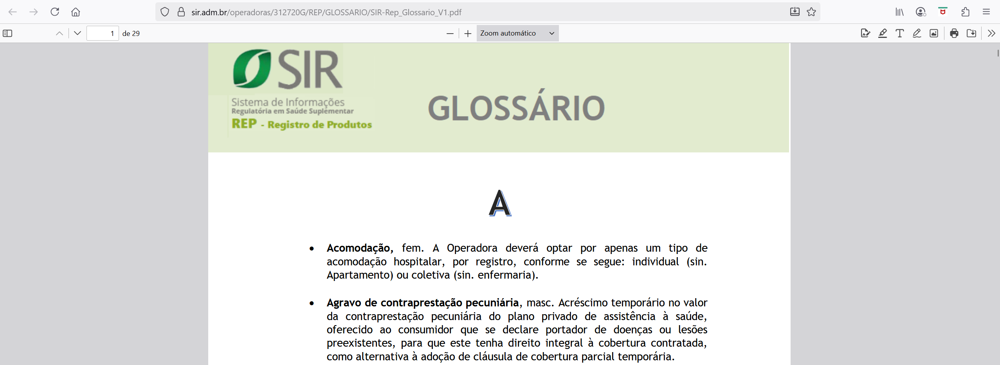 sir.adm.br/operadoras/312720G/REP/GLOSSARIO/SIR-Rep_Glossario_V1.pdf
1 de 29
Zoom automático
SIR
Sistema de Informações
Regulatória em Saúde Suplementar
REP - Registro de Produtos
GLOSSÁRIO
A
• Acomodação, fem. A Operadora deverá optar por apenas um tipo de
acomodação hospitalar, por registro, conforme se segue: individual (sin.
Apartamento) ou coletiva (sin. enfermaria).
• Agravo de contraprestação pecuniária, masc. Acréscimo temporário no valor
da contraprestação pecuniária do plano privado de assistência à saúde,
oferecido ao consumidor que se declare portador de doenças ou lesões
preexistentes, para que este tenha direito integral à cobertura contratada,
como alternativa à adoção de cláusula de cobertura parcial temporária.